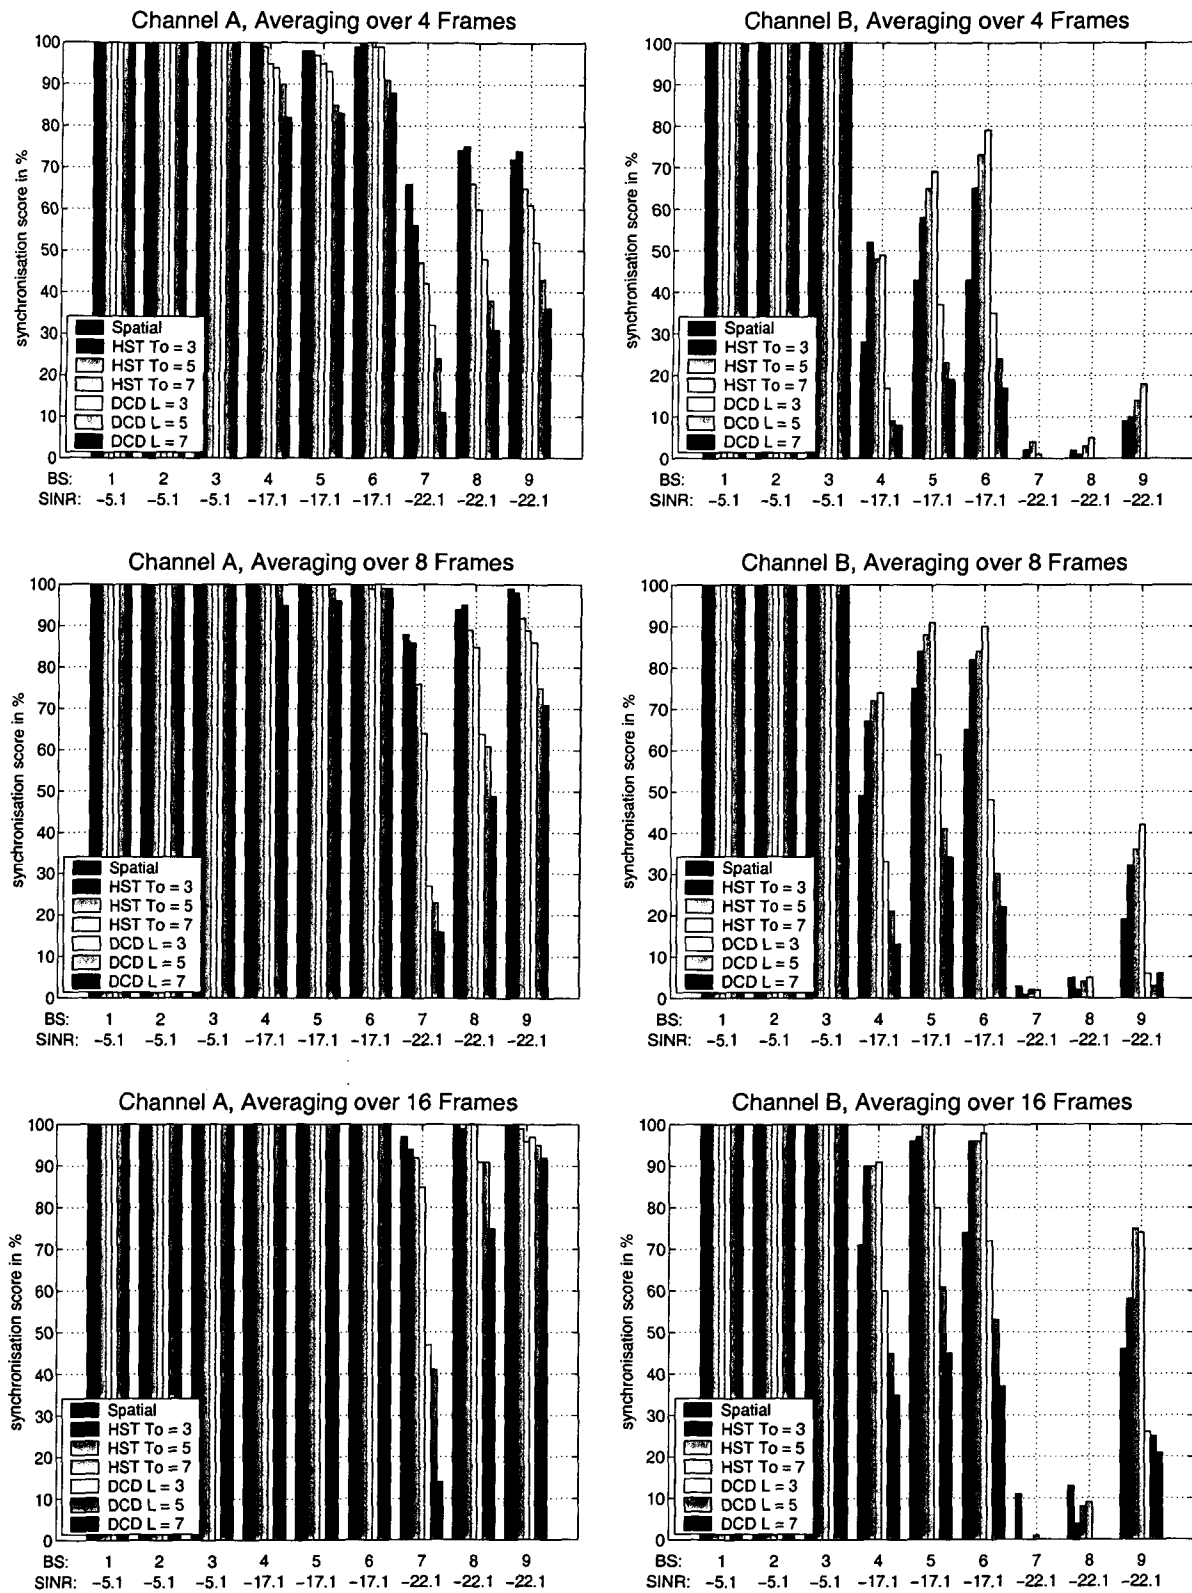 Channel A, Averaging over 4 Frames
synchronisation score in %
100
90
80
70
60
50
40
30
20
10
0
Spatial
HST To = 3
HST To = 5
HST To = 7
DCD L = 3
DCD L = 5
DCD L = 7
BS: 1 2 3 4 5 6 7 8 9
SINR: −5.1 −5.1 −5.1 −17.1 −17.1 −17.1 −22.1 −22.1 −22.1
Channel B, Averaging over 4 Frames
synchronisation score in %
100
90
80
70
60
50
40
30
20
10
0
Spatial
HST To = 3
HST To = 5
HST To = 7
DCD L = 3
DCD L = 5
DCD L = 7
BS: 1 2 3 4 5 6 7 8 9
SINR: −5.1 −5.1 −5.1 −17.1 −17.1 −17.1 −22.1 −22.1 −22.1
Channel A, Averaging over 8 Frames
synchronisation score in %
100
90
80
70
60
50
40
30
20
10
0
Spatial
HST To = 3
HST To = 5
HST To = 7
DCD L = 3
DCD L = 5
DCD L = 7
BS: 1 2 3 4 5 6 7 8 9
SINR: −5.1 −5.1 −5.1 −17.1 −17.1 −17.1 −22.1 −22.1 −22.1
Channel B, Averaging over 8 Frames
synchronisation score in %
100
90
80
70
60
50
40
30
20
10
0
Spatial
HST To = 3
HST To = 5
HST To = 7
DCD L = 3
DCD L = 5
DCD L = 7
BS: 1 2 3 4 5 6 7 8 9
SINR: −5.1 −5.1 −5.1 −17.1 −17.1 −17.1 −22.1 −22.1 −22.1
Channel A, Averaging over 16 Frames
synchronisation score in %
100
90
80
70
60
50
40
30
20
10
0
Spatial
HST To = 3
HST To = 5
HST To = 7
DCD L = 3
DCD L = 5
DCD L = 7
BS: 1 2 3 4 5 6 7 8 9
SINR: −5.1 −5.1 −5.1 −17.1 −17.1 −17.1 −22.1 −22.1 −22.1
Channel B, Averaging over 16 Frames
synchronisation score in %
100
90
80
70
60
50
40
30
20
10
0
Spatial
HST To = 3
HST To = 5
HST To = 7
DCD L = 3
DCD L = 5
DCD L = 7
BS: 1 2 3 4 5 6 7 8 9
SINR: −5.1 −5.1 −5.1 −17.1 −17.1 −17.1 −22.1 −22.1 −22.1